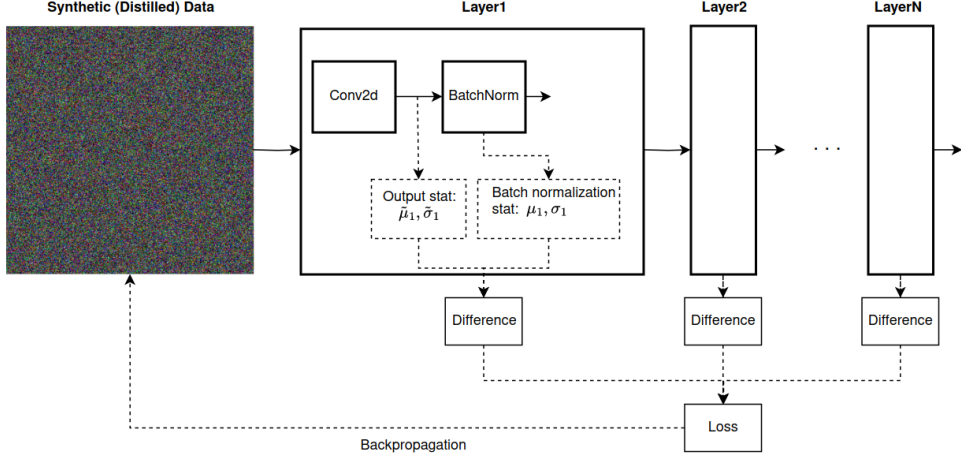 Synthetic (Distilled) Data
Layer1
Layer2
LayerN
Conv2d
BatchNorm
. . .
Output stat:
μ̃₁, σ̃₁
Batch normalization
stat: μ₁, σ₁
Difference
Difference
Difference
Loss
Backpropagation